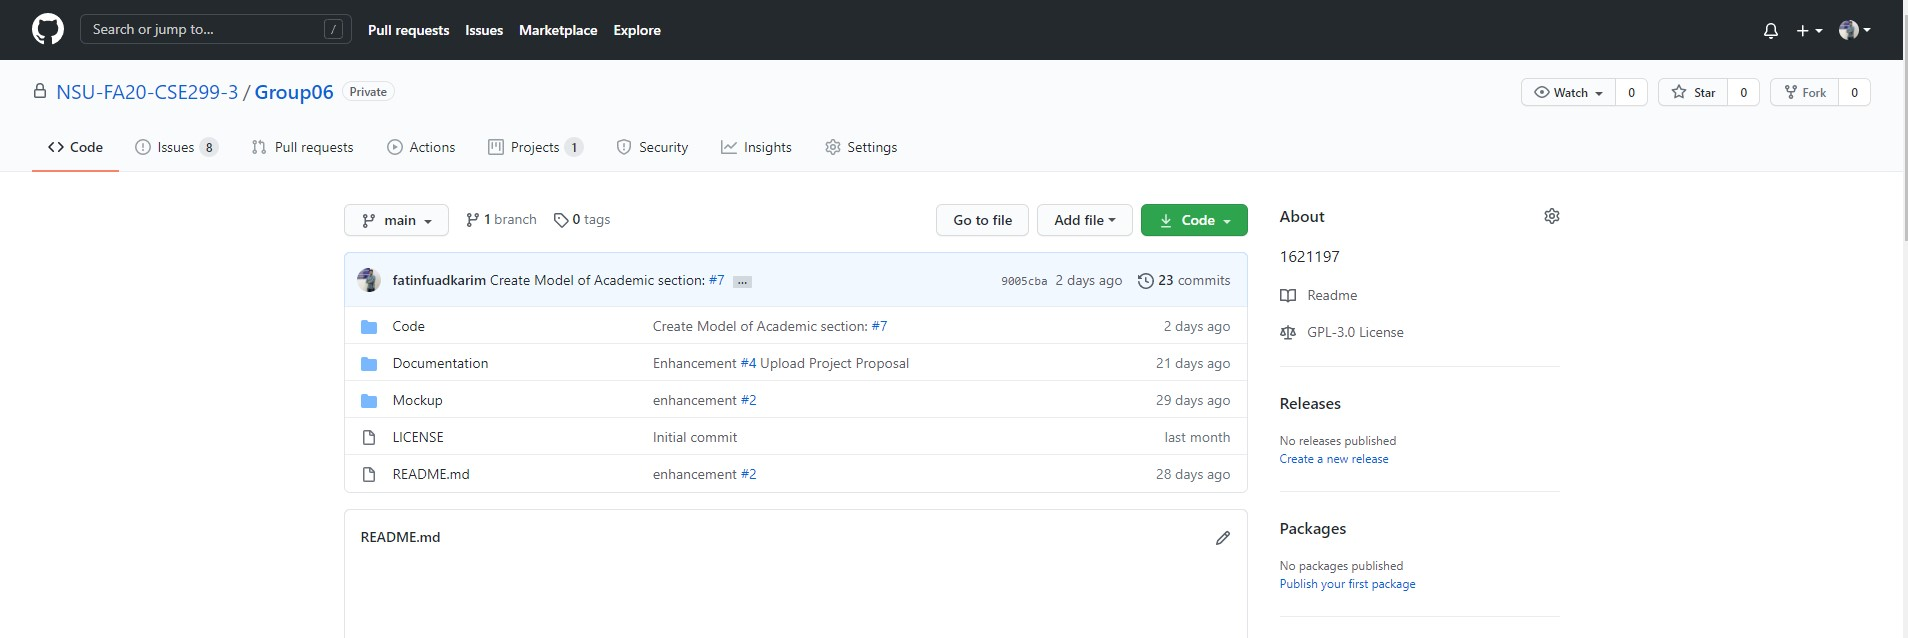 Search or jump to... / Pull requests Issues Marketplace Explore
NSU-FA20-CSE299-3 / Group06 Private Watch 0 Star 0 Fork 0
Code Issues 8 Pull requests Actions Projects 1 Security Insights Settings
main 1 branch 0 tags Go to file Add file Code
fatinfuadkarim Create Model of Academic section: #7 ... 9005cba 2 days ago 23 commits
Code Create Model of Academic section: #7 2 days ago
Documentation Enhancement #4 Upload Project Proposal 21 days ago
Mockup enhancement #2 29 days ago
LICENSE Initial commit last month
README.md enhancement #2 28 days ago
README.md
About
1621197
Readme
GPL-3.0 License
Releases
No releases published
Create a new release
Packages
No packages published
Publish your first package